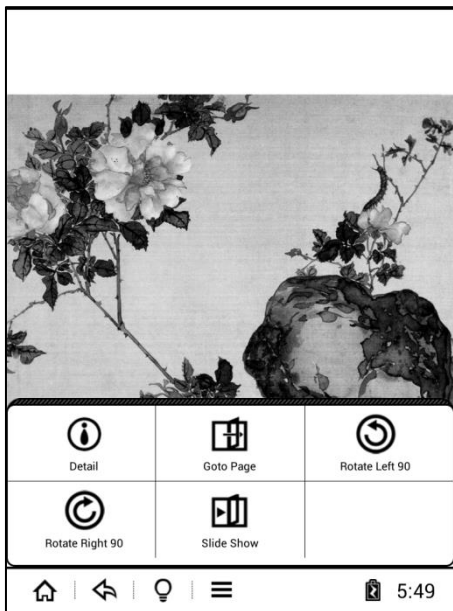 Detail
Goto Page
Rotate Left 90
Rotate Right 90
Slide Show
5:49